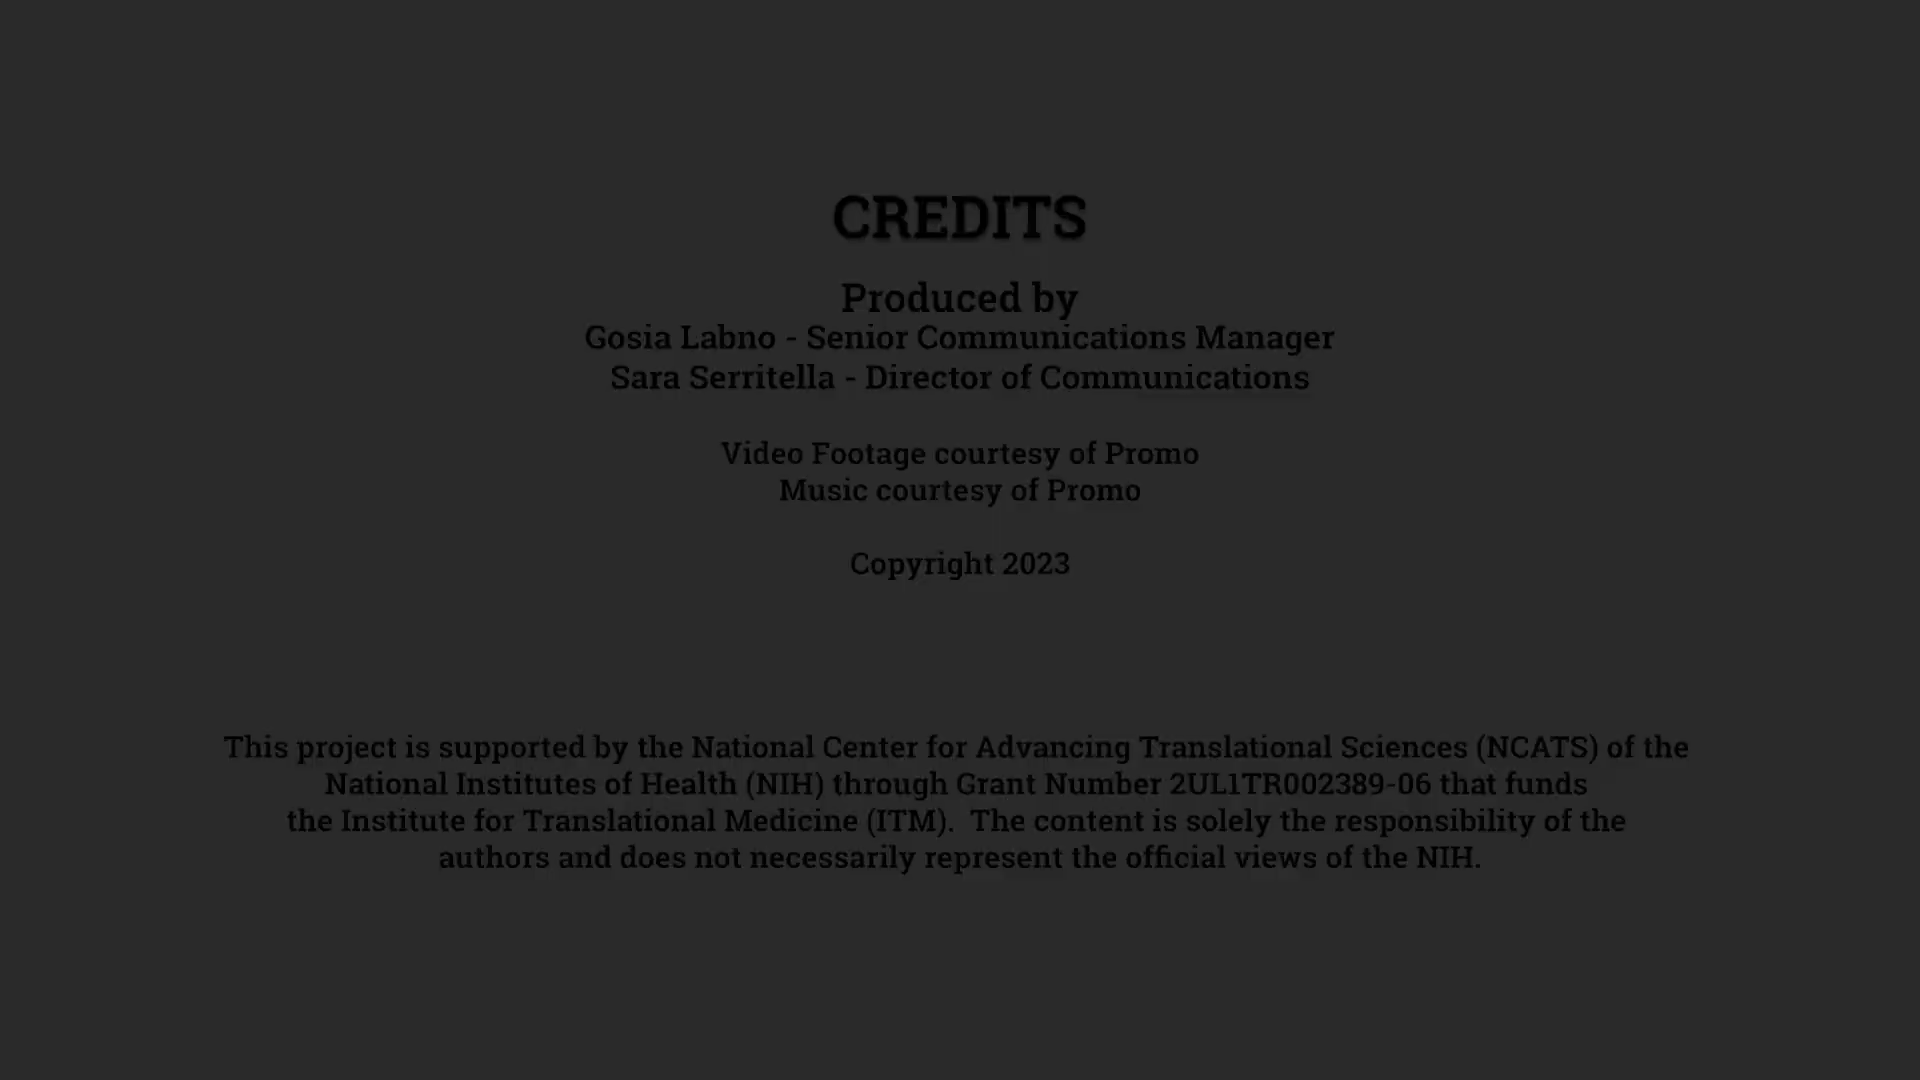 CREDITS
Produced by
Gosia Labno - Senior Communications Manager
Sara Serritella - Director of Communications
Video Footage courtesy of Promo
Music courtesy of Promo
Copyright 2023
This project is supported by the National Center for Advancing Translational Sciences (NCATS) of the
National Institutes of Health (NIH) through Grant Number 2UL1TR002389-06 that funds
the Institute for Translational Medicine (ITM).  The content is solely the responsibility of the
authors and does not necessarily represent the official views of the NIH.